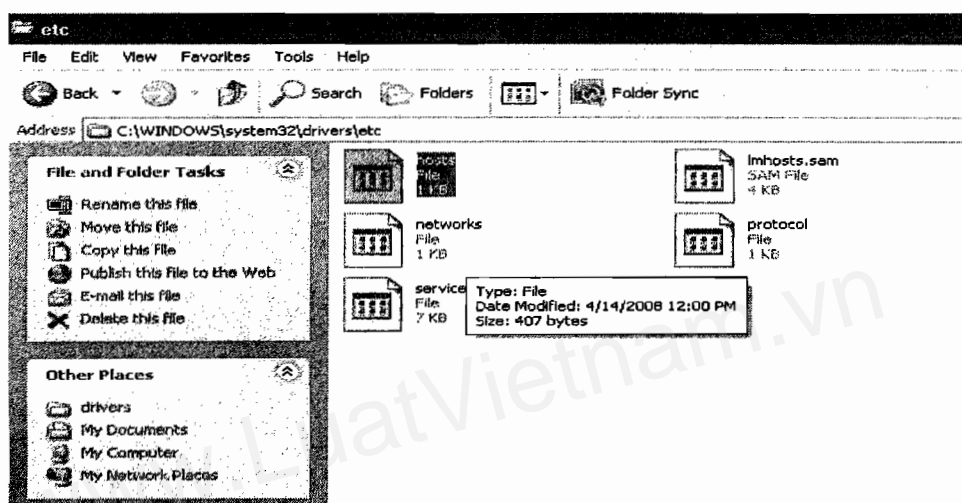 etc
File Edit View Favorites Tools Help
Back Search Folders Folder Sync
Address C:\WINDOWS\system32\drivers\etc
File and Folder Tasks
Rename this file
Move this file
Copy this file
Publish this file to the Web
E-mail this file
Delete this file
Other Places
drivers
My Documents
My Computer
My Network Places
hosts
File
1 KB
lmhosts.sam
SAM File
4 KB
networks
File
1 KB
protocol
File
1 KB
service
File
7 KB
Type: File
Date Modified: 4/14/2008 12:00 PM
Size: 407 bytes
www.LuatVietnam.vn